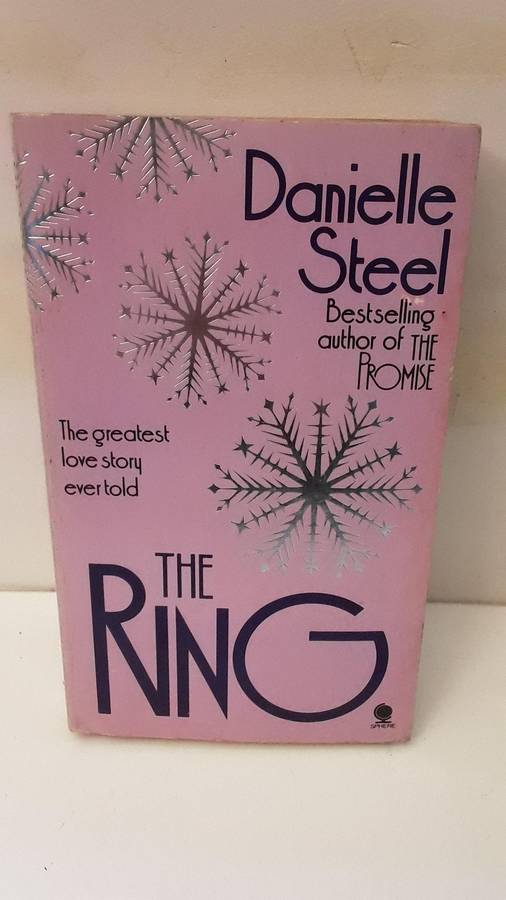 Danielle
Steel
Bestselling
author of THE
PROMISE
The greatest
love story
ever told
THE
RING
SPHERE